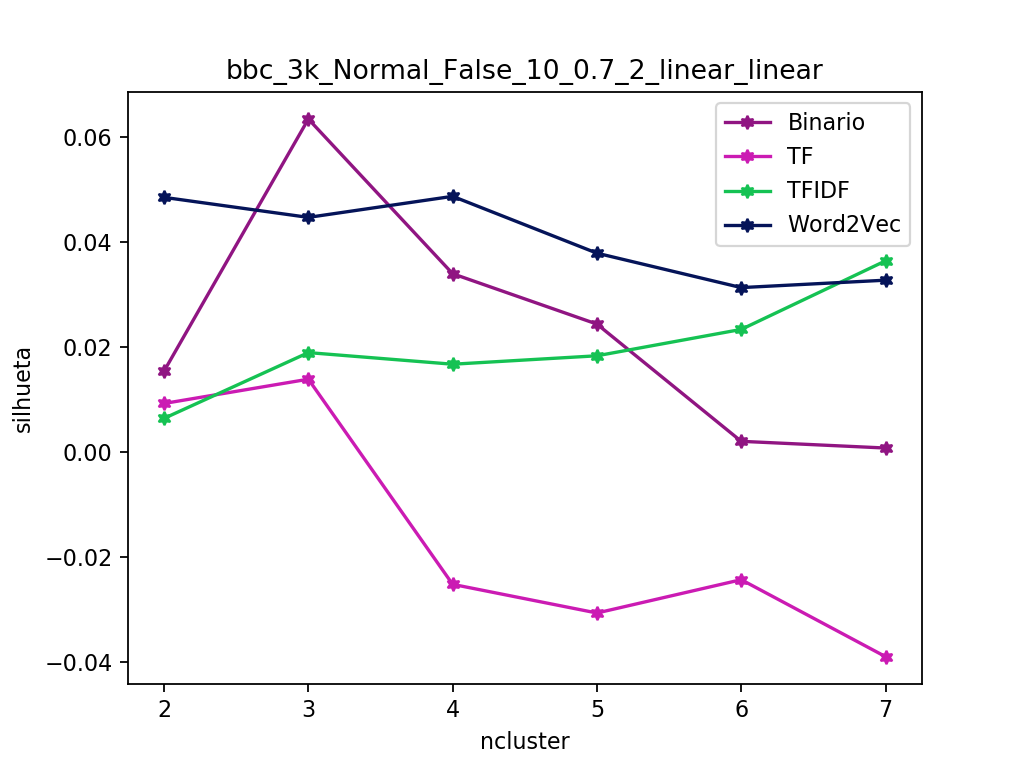 bbc_3k_Normal_False_10_0.7_2_linear_linear
Binario
TF
TFIDF
Word2Vec
0.06
0.04
0.02
0.00
−0.02
−0.04
silhueta
2 3 4 5 6 7
ncluster